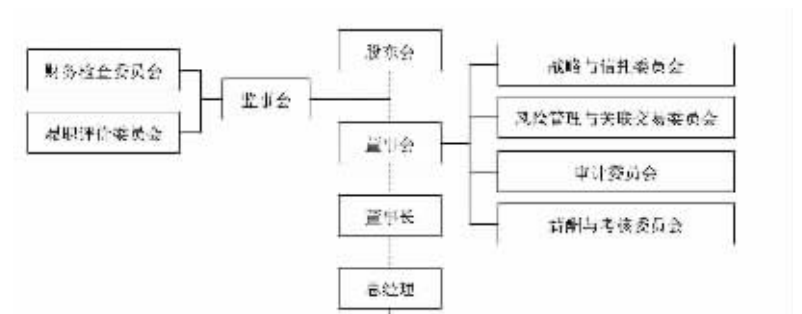 股东会
财务检查委员会
战略与信托委员会
监事会
风险管理与关联交易委员会
履职评价委员会
董事会
审计委员会
董事长
薪酬与考核委员会
总经理